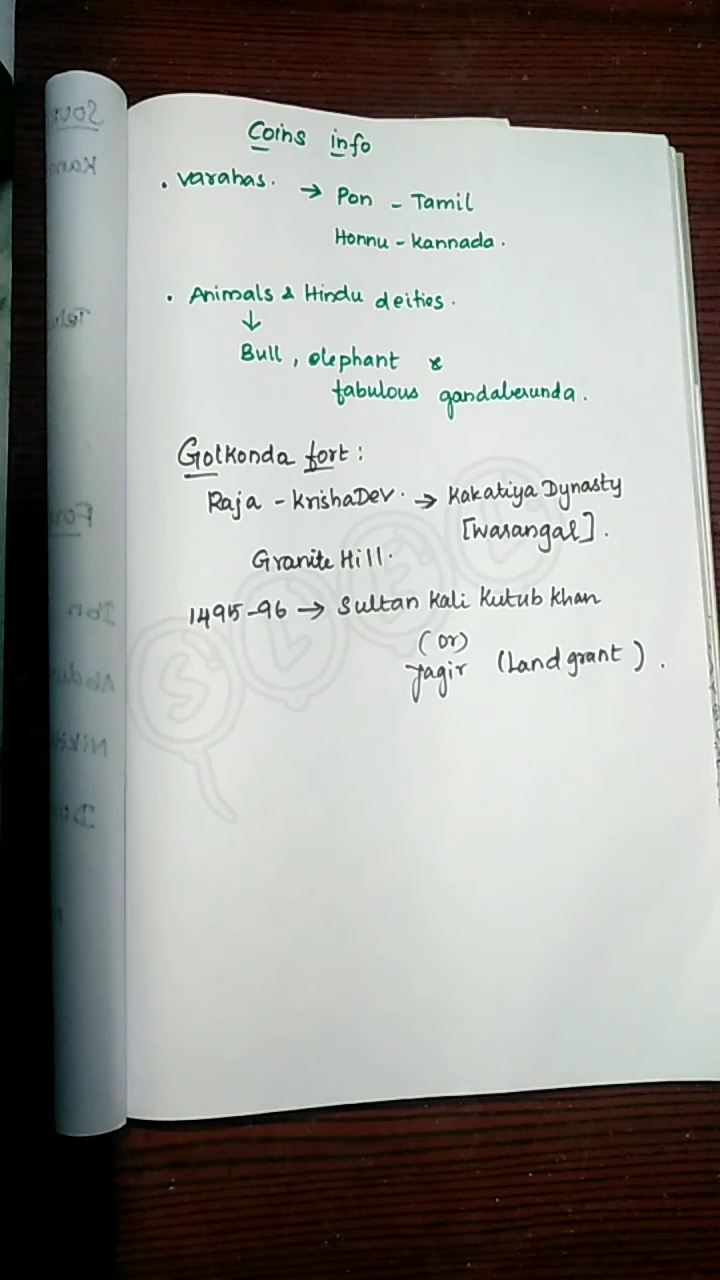 Coins info
. Varahas. → Pon - Tamil
Honnu - Kannada.
. Animals & Hindu deities.
↓
Bull, elephant &
fabulous gandaberunda.
Golkonda fort:
Raja - KrishaDev. → Kakatiya Dynasty
[Warangal].
Granite Hill.
1495-96 → Sultan Kali Kutub Khan
(or)
Jagir (Land grant).
SLEL